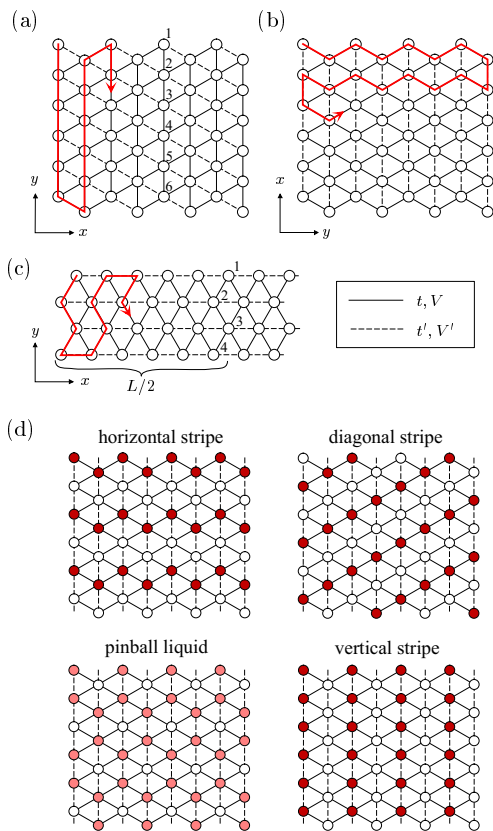 (a)
1
2
3
4
5
6
y
x
(b)
x
y
(c)
1
2
3
4
y
x
L/2
t, V
t′, V′
(d)
horizontal stripe
diagonal stripe
pinball liquid
vertical stripe